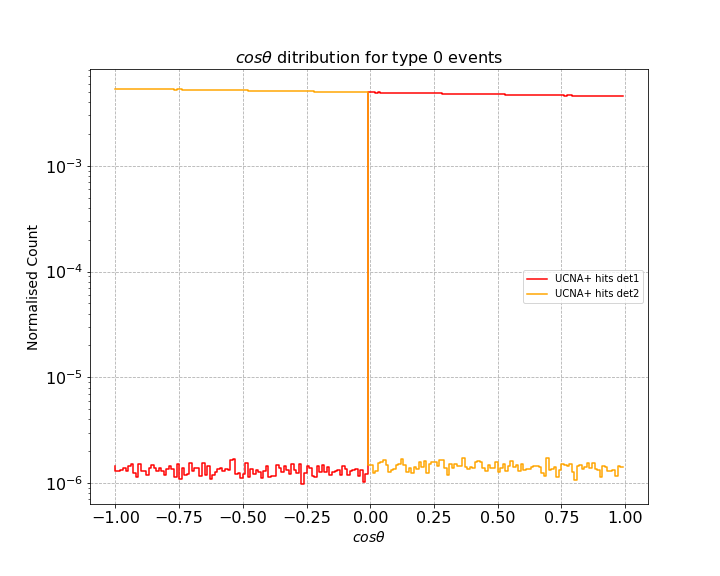 cosθ ditribution for type 0 events
Normalised Count
10⁻³
10⁻⁴
10⁻⁵
10⁻⁶
UCNA+ hits det1
UCNA+ hits det2
−1.00 −0.75 −0.50 −0.25 0.00 0.25 0.50 0.75 1.00
cosθ